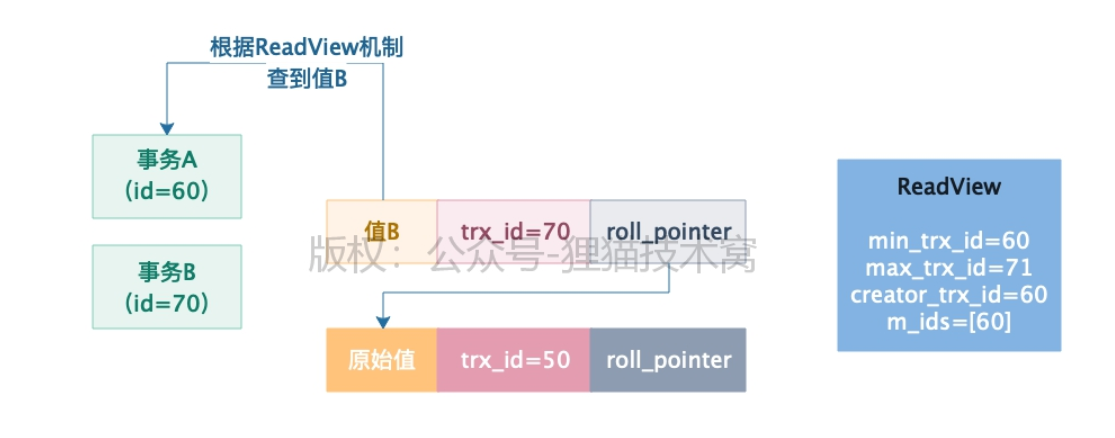 根据ReadView机制
查到值B
事务A
(id=60)
事务B
(id=70)
值B
trx_id=70
roll_pointer
版权：公众号-狸猫技术窝
原始值
trx_id=50
roll_pointer
ReadView
min_trx_id=60
max_trx_id=71
creator_trx_id=60
m_ids=[60]